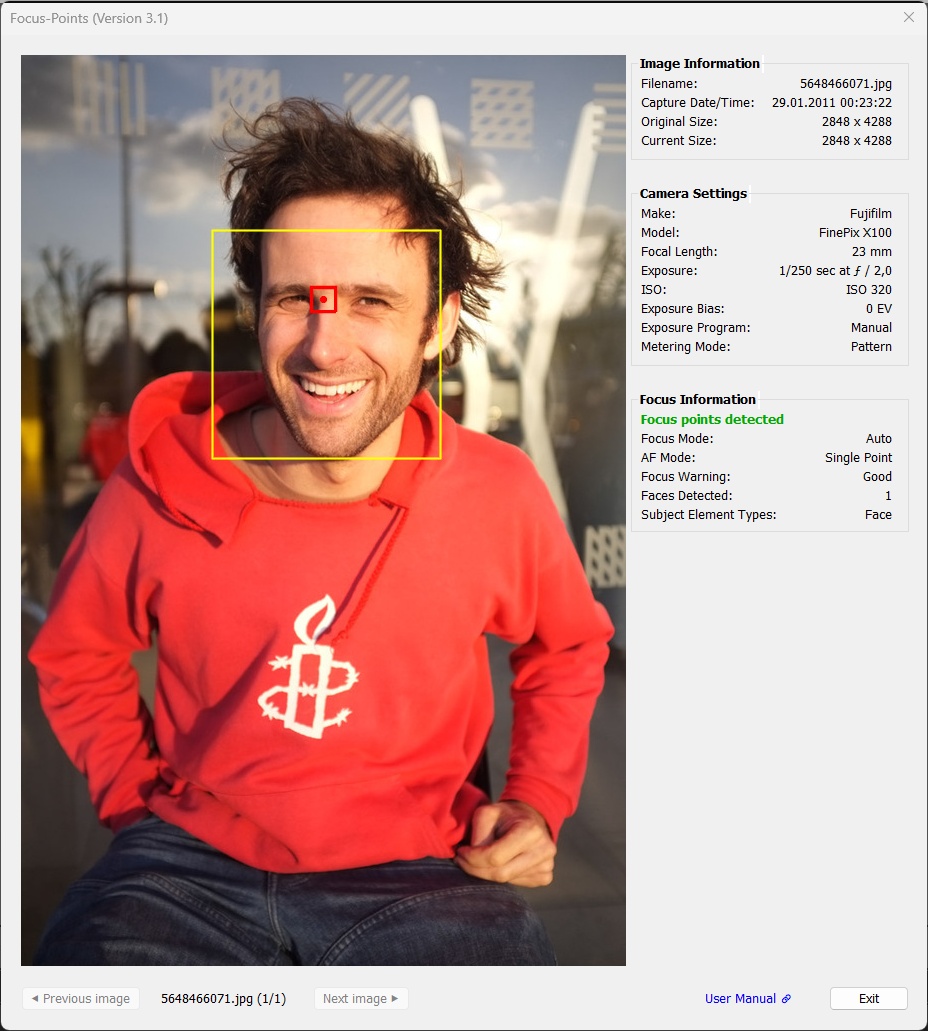 Focus-Points (Version 3.1)
Image Information
Filename: 5648466071.jpg
Capture Date/Time: 29.01.2011 00:23:22
Original Size: 2848 x 4288
Current Size: 2848 x 4288
Camera Settings
Make: Fujifilm
Model: FinePix X100
Focal Length: 23 mm
Exposure: 1/250 sec at ƒ / 2,0
ISO: ISO 320
Exposure Bias: 0 EV
Exposure Program: Manual
Metering Mode: Pattern
Focus Information
Focus points detected
Focus Mode: Auto
AF Mode: Single Point
Focus Warning: Good
Faces Detected: 1
Subject Element Types: Face
Previous image 5648466071.jpg (1/1) Next image User Manual Exit